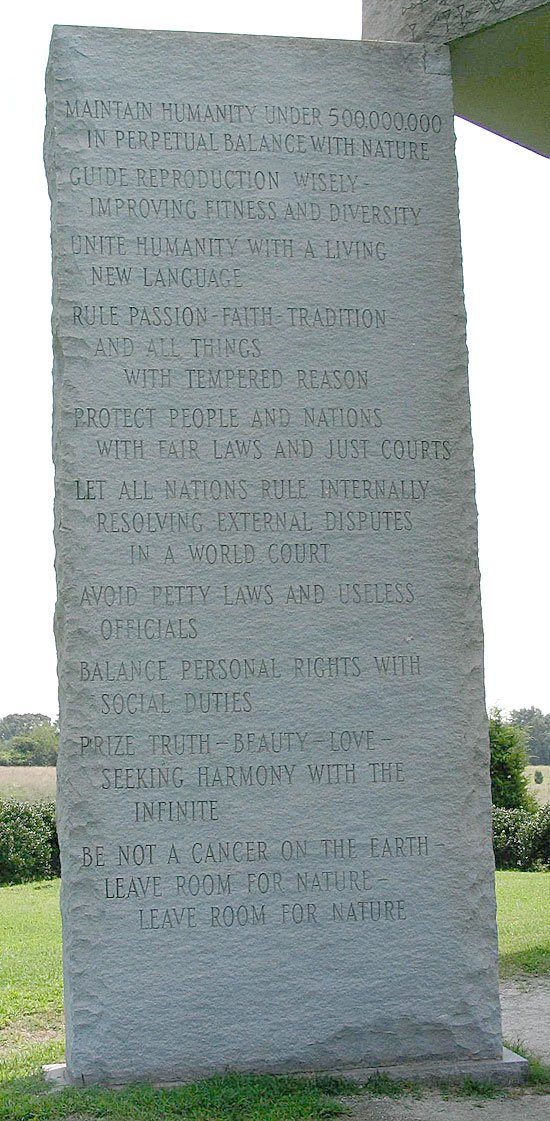 MAINTAIN HUMANITY UNDER 500,000,000
IN PERPETUAL BALANCE WITH NATURE
GUIDE REPRODUCTION WISELY -
IMPROVING FITNESS AND DIVERSITY
UNITE HUMANITY WITH A LIVING
NEW LANGUAGE
RULE PASSION - FAITH - TRADITION -
AND ALL THINGS
WITH TEMPERED REASON
PROTECT PEOPLE AND NATIONS
WITH FAIR LAWS AND JUST COURTS
LET ALL NATIONS RULE INTERNALLY
RESOLVING EXTERNAL DISPUTES
IN A WORLD COURT
AVOID PETTY LAWS AND USELESS
OFFICIALS
BALANCE PERSONAL RIGHTS WITH
SOCIAL DUTIES
PRIZE TRUTH - BEAUTY - LOVE -
SEEKING HARMONY WITH THE
INFINITE
BE NOT A CANCER ON THE EARTH -
LEAVE ROOM FOR NATURE -
LEAVE ROOM FOR NATURE